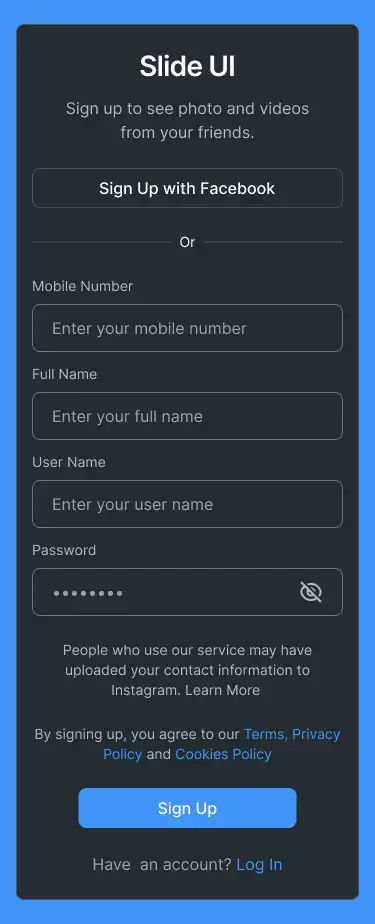 Slide UI
Sign up to see photo and videos
from your friends.
Sign Up with Facebook
Or
Mobile Number
Enter your mobile number
Full Name
Enter your full name
User Name
Enter your user name
Password
••••••••
People who use our service may have
uploaded your contact information to
Instagram. Learn More
By signing up, you agree to our Terms, Privacy
Policy and Cookies Policy
Sign Up
Have  an account? Log In